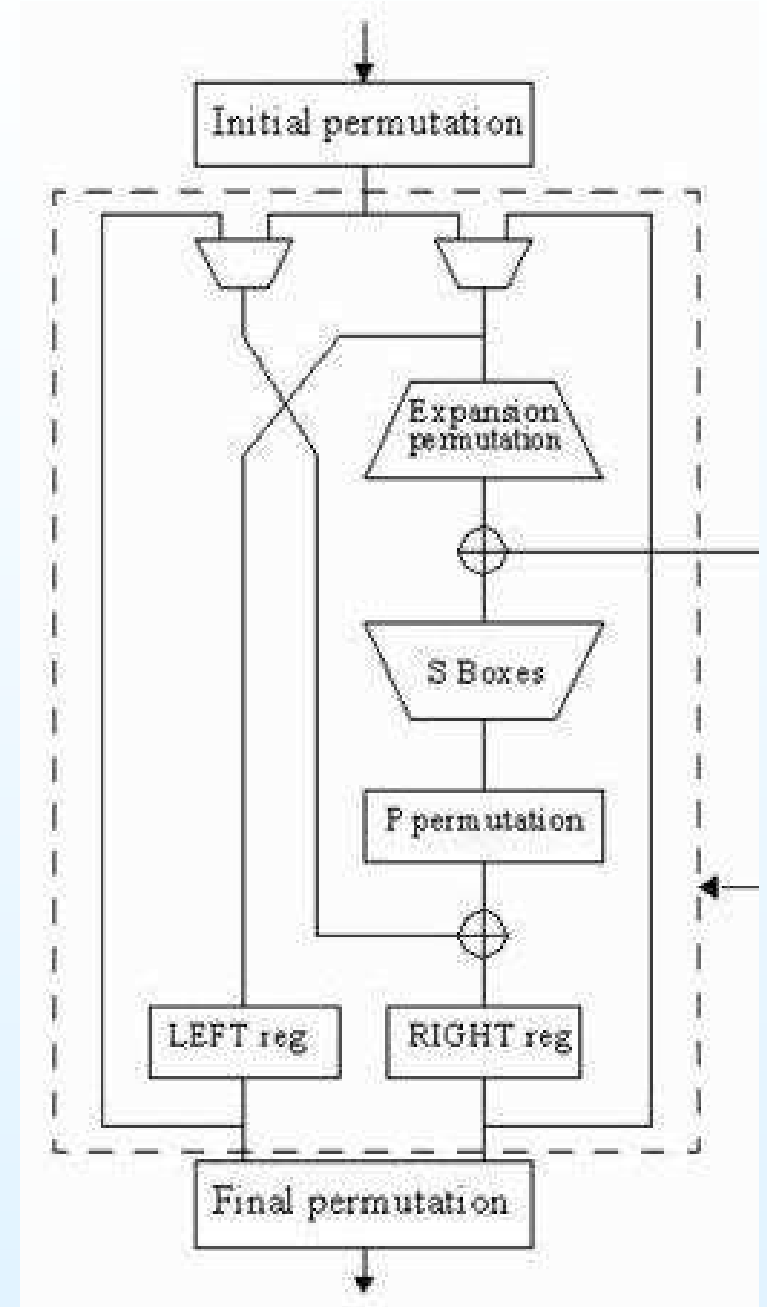 Initial permutation
Expansion
permutation
S Boxes
P permutation
LEFT reg
RIGHT reg
Final permutation